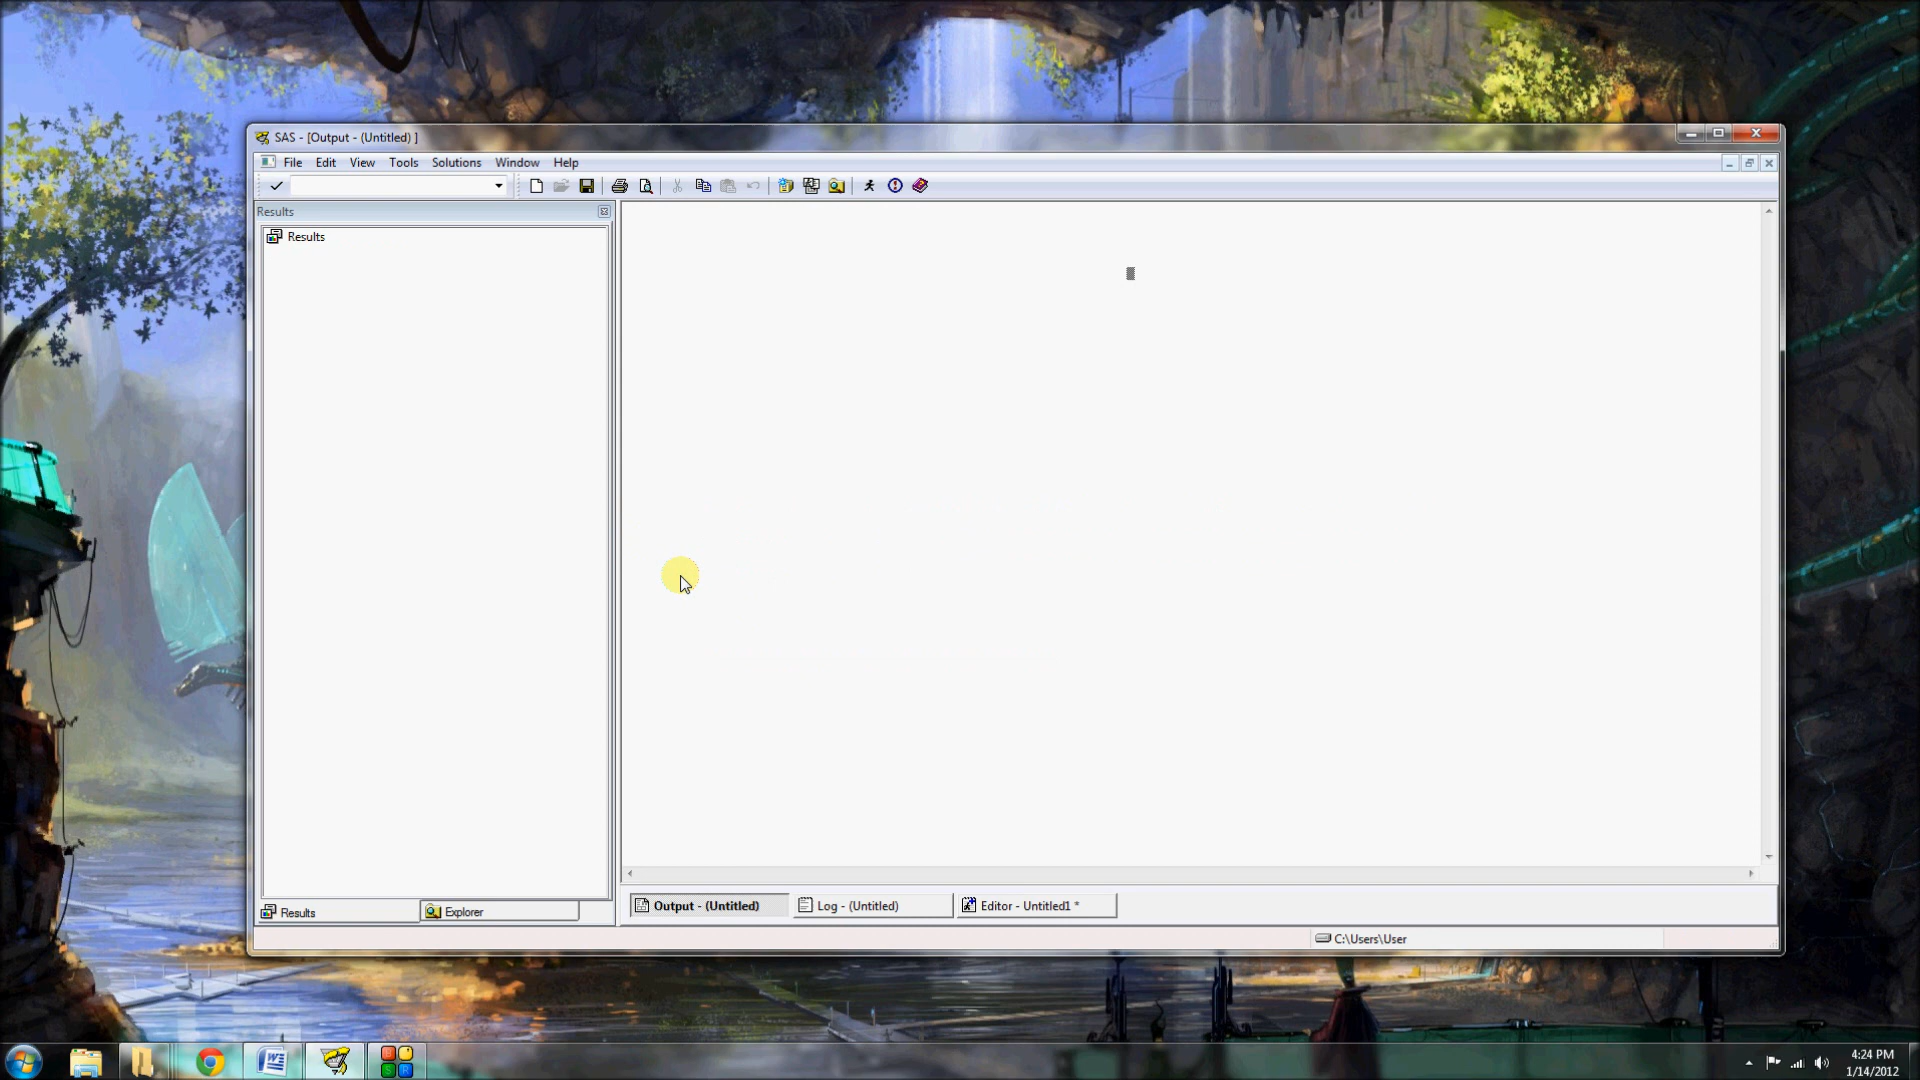 SAS - [Output - (Untitled) ]
File Edit View Tools Solutions Window Help
Results
Results
Results
Explorer
Output - (Untitled)
Log - (Untitled)
Editor - Untitled1 *
C:\Users\User
4:24 PM
1/14/2012